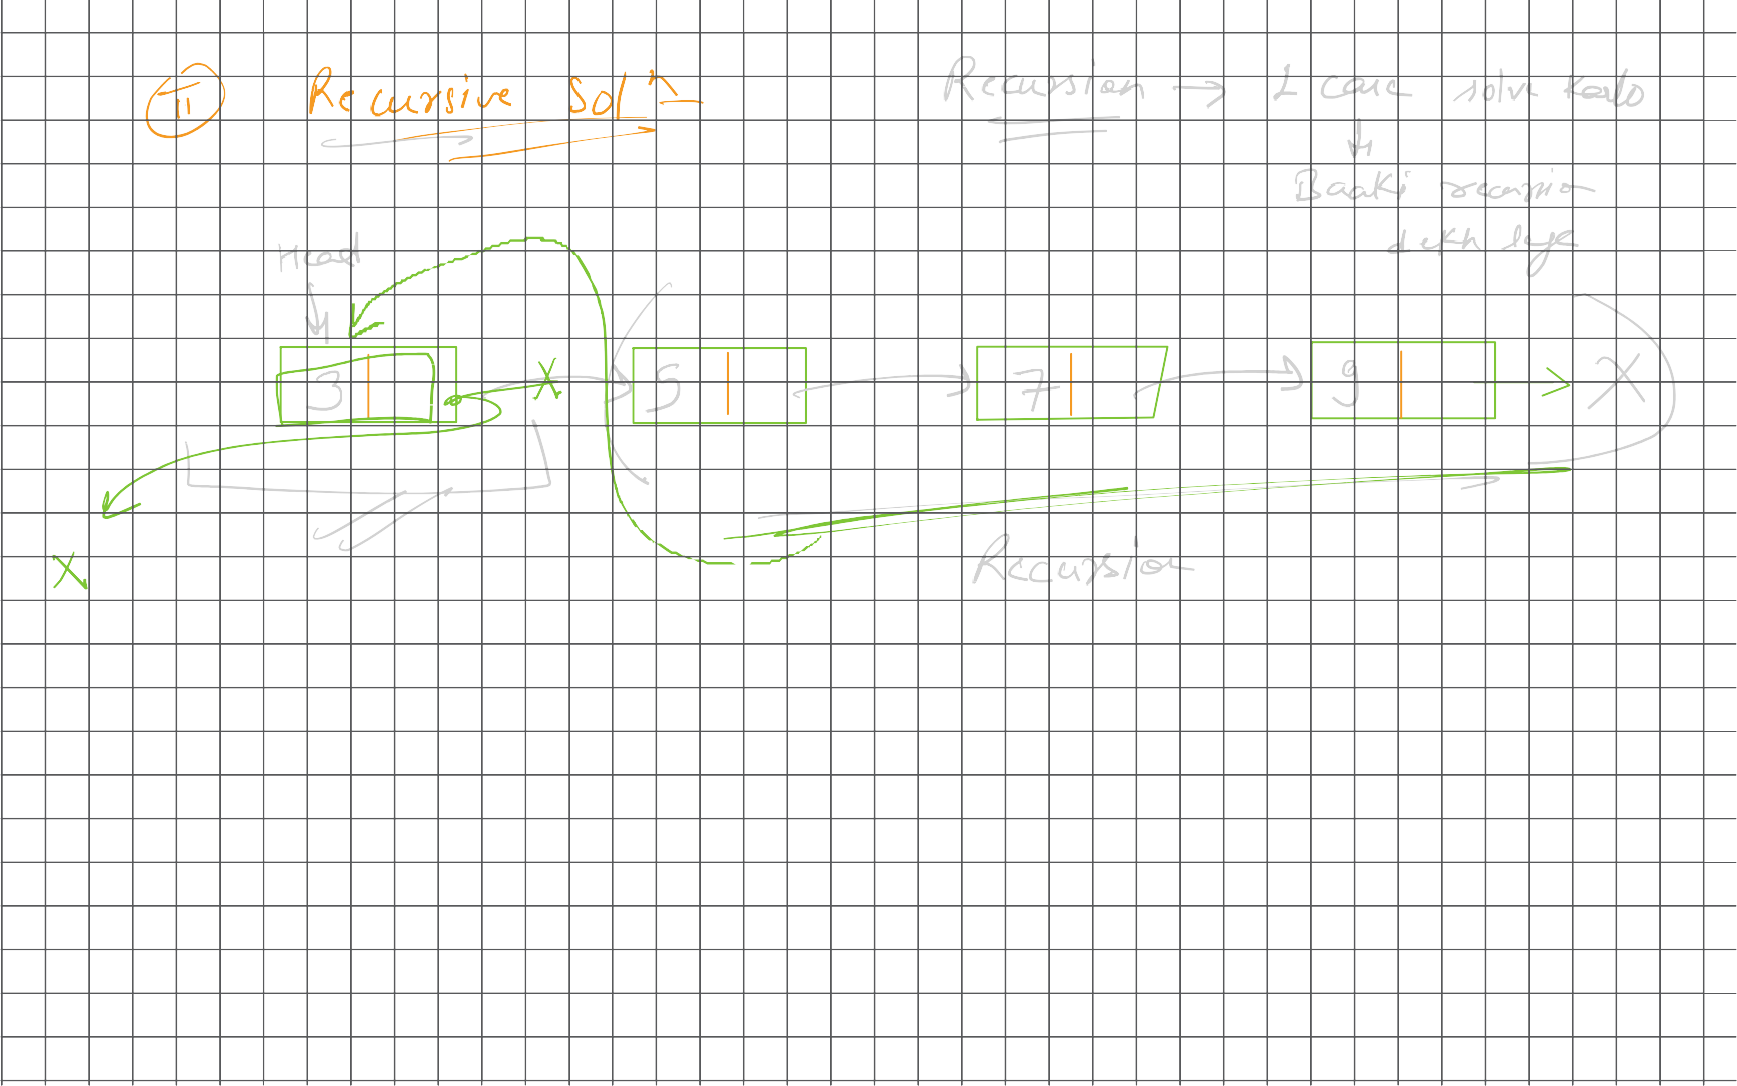 II Recursive Solⁿ
Recursion → 1 case solve karlo
Baaki recursion
dekh lega
Head
3 5 7 9 X
X
X
Recursion